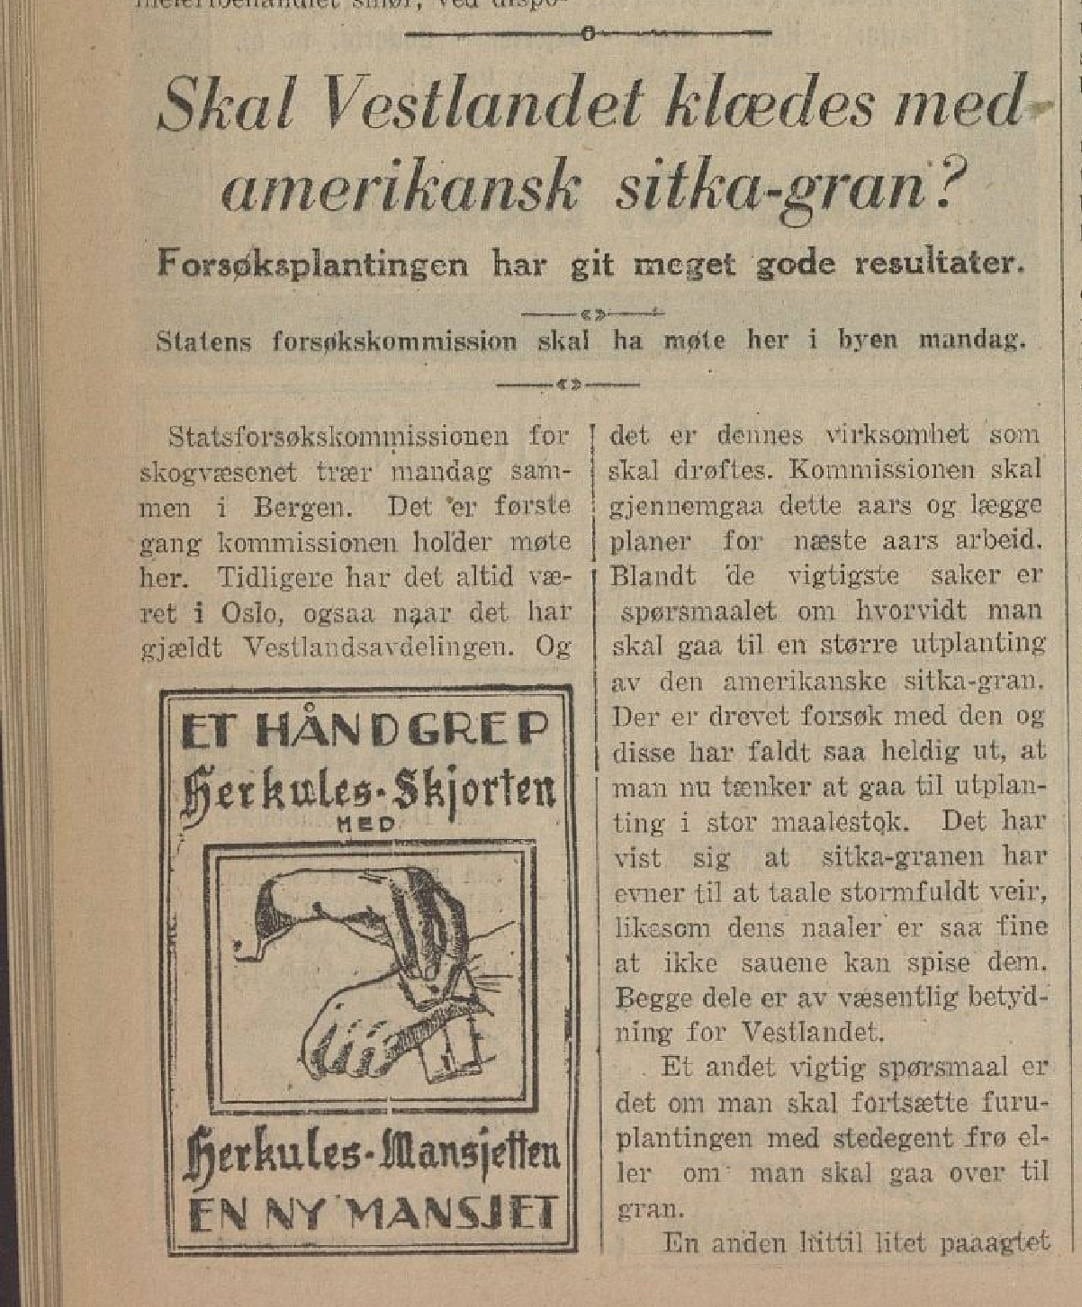 Skal Vestlandet klædes med
amerikansk sitka-gran?
Forsøksplantingen har git meget gode resultater.
Statens forsøkskommission skal ha møte her i byen mandag.
Statsforsøkskommissionen for
skogvæsenet trær mandag sam-
men i Bergen. Det er første
gang kommissionen holder møte
her. Tidligere har det altid væ-
ret i Oslo, ogsaa naar det har
gjældt Vestlandsavdelingen. Og
ET HÅNDGREP
Herkules-Skjorten
MED
Herkules-Mansjetten
EN NY MANSJET
det er dennes virksomhet som
skal drøftes. Kommissionen skal
gjennemgaa dette aars og lægge
planer for næste aars arbeid.
Blandt de vigtigste saker er
spørsmaalet om hvorvidt man
skal gaa til en større utplanting
av den amerikanske sitka-gran.
Der er drevet forsøk med den og
disse har faldt saa heldig ut, at
man nu tænker at gaa til utplan-
ting i stor maalestok. Det har
vist sig at sitka-granen har
evner til at taale stormfuldt veir,
likesom dens naaler er saa fine
at ikke sauene kan spise dem.
Begge dele er av væsentlig betyd-
ning for Vestlandet.
Et andet vigtig spørsmaal er
det om man skal fortsætte furu-
plantingen med stedegent frø el-
ler om man skal gaa over til
gran.
En anden hittil litet paaagtet